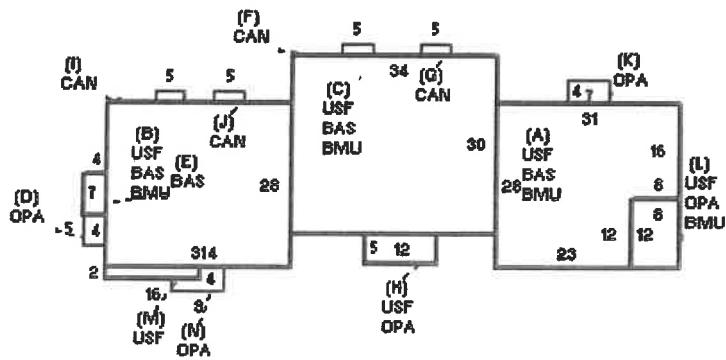 (F)
CAN
5
5
(I)
CAN
5
5
34
(G)
CAN
(K)
OPA
4
7
31
(J)
CAN
(C)
USF
BAS
BMU
(B)
USF
BAS
BMU
(E)
BAS
4
7
28
30
(A)
USF
BAS
BMU
28
16
8
8
(L)
USF
OPA
BMU
(D)
OPA
5
4
12
12
5
12
2
314
4
23
16
8
(M)
USF
(N)
OPA
(H)
USF
OPA